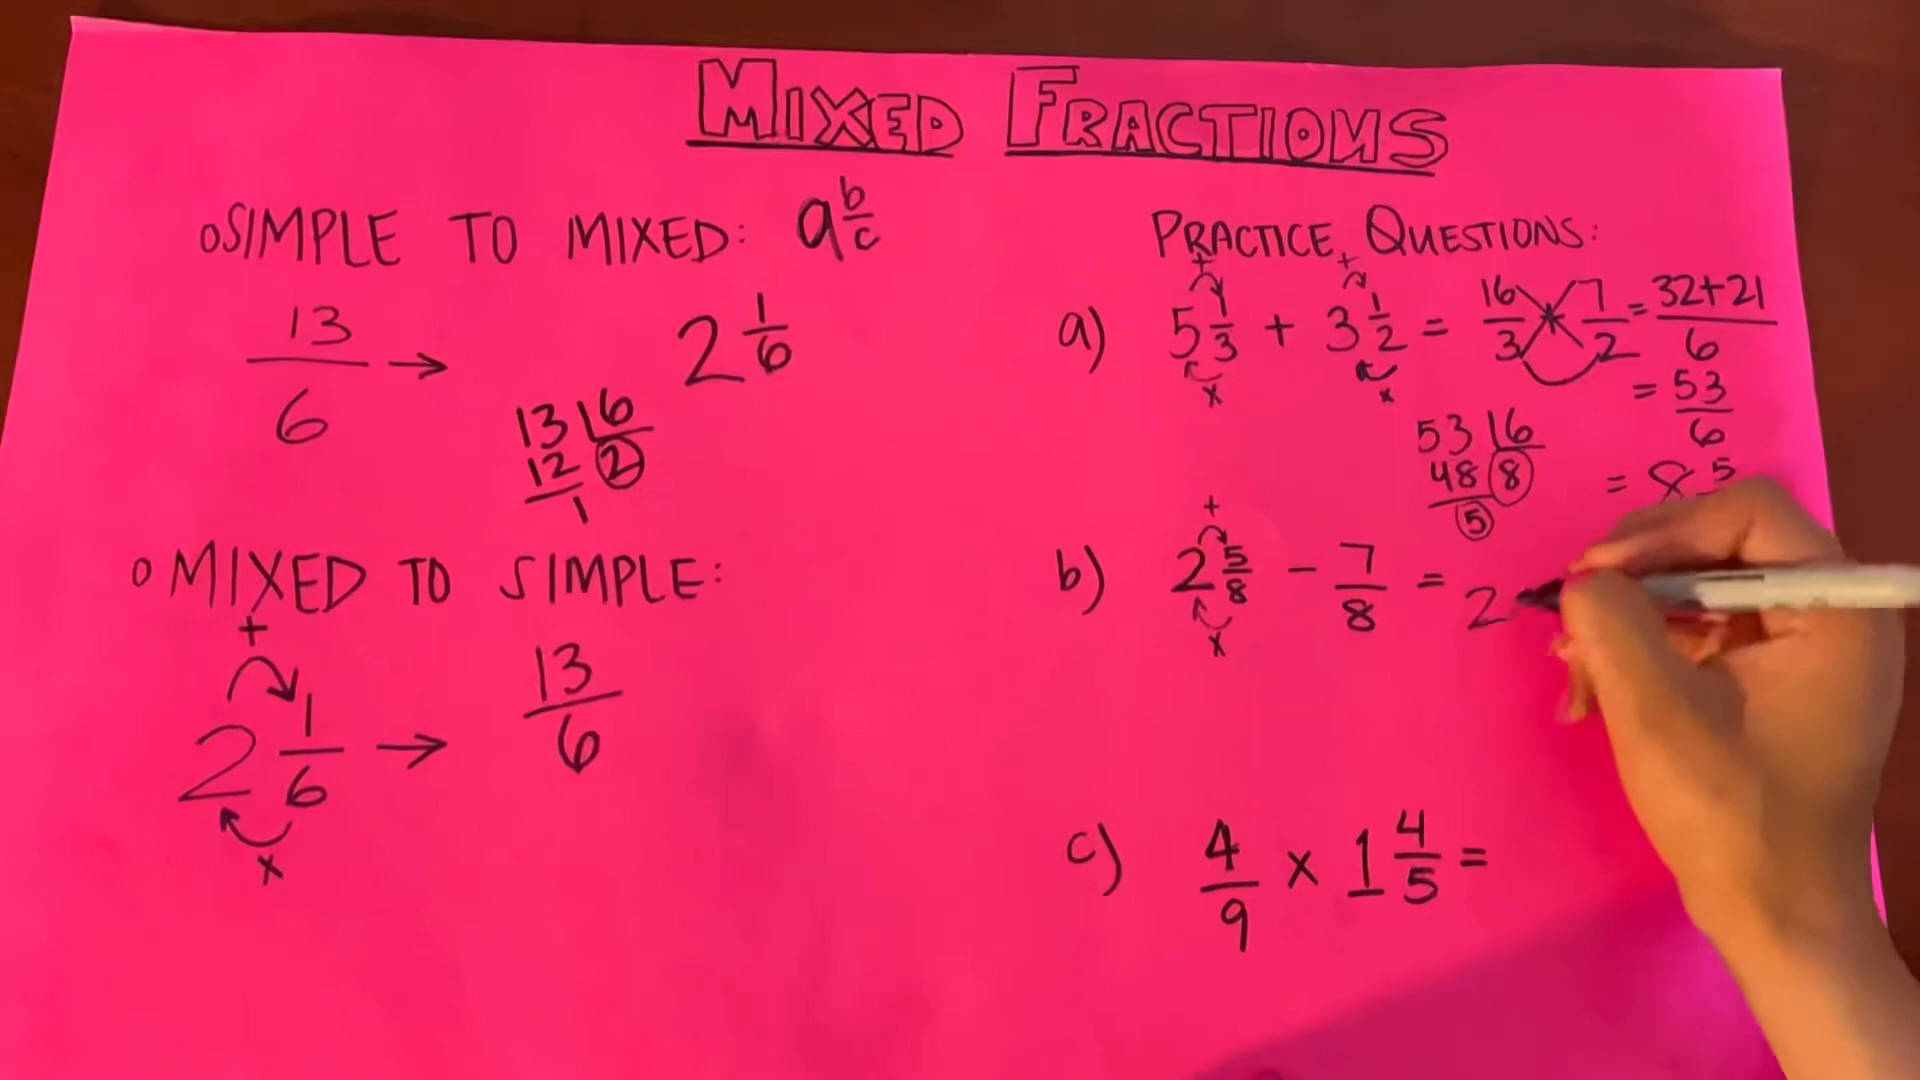 MIXED FRACTIONS
SIMPLE TO MIXED: a b/c
13/6 → 2 1/6
13 | 6
12 2
1
MIXED TO SIMPLE:
+
2 1/6 → 13/6
x
PRACTICE QUESTIONS:
+ +
a) 5 1/3 + 3 1/2 = 16/3 7/2 = 32+21/6
x x
= 53/6
53 | 6
48 8
5
= 8 5
+
b) 2 5/8 - 7/8 = 2
x
c) 4/9 x 1 4/5 =